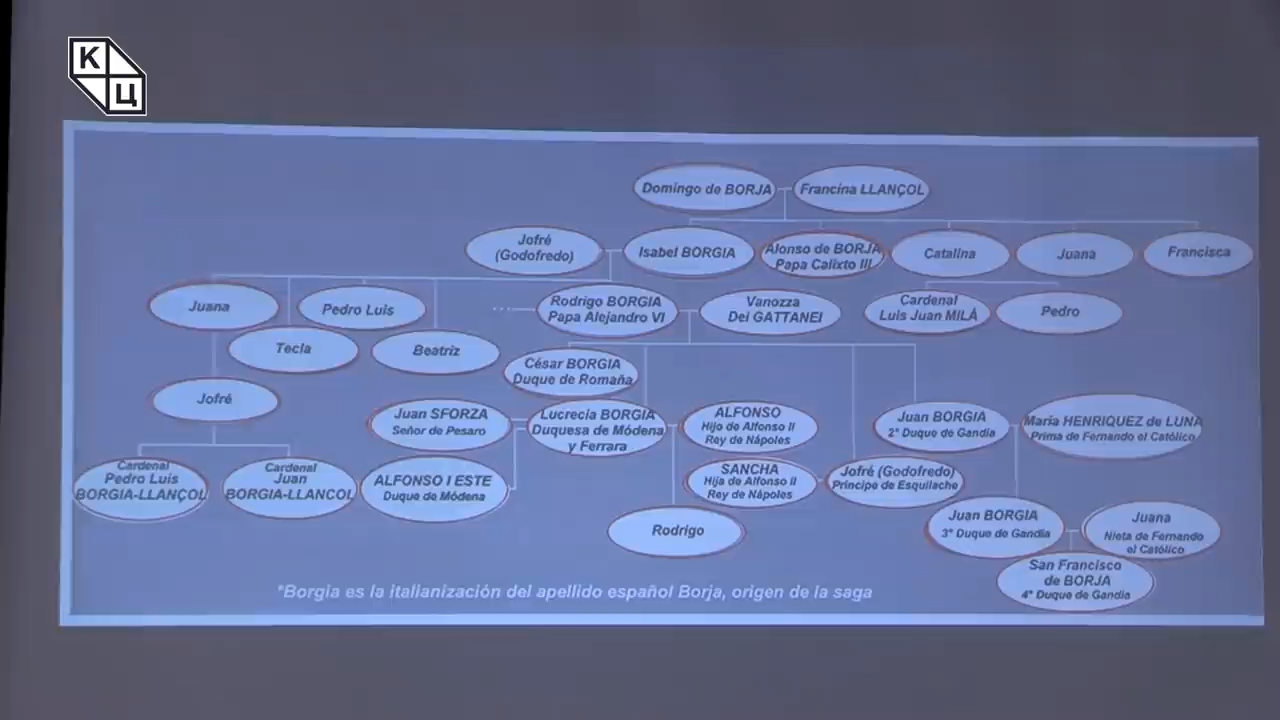 К
Ц
Domingo de BORJA
Francina LLANÇOL
Jofré
(Godofredo)
Isabel BORGIA
Alonso de BORJA
Papa Calixto III
Catalina
Juana
Francisca
Juana
Pedro Luis
Rodrigo BORGIA
Papa Alejandro VI
Vanozza
Dei GATTANEI
Cardenal
Luis Juan MILÁ
Pedro
Tecla
Beatriz
César BORGIA
Duque de Romaña
Jofré
Juan SFORZA
Señor de Pesaro
Lucrecia BORGIA
Duquesa de Módena
y Ferrara
ALFONSO
Hijo de Alfonso II
Rey de Nápoles
Juan BORGIA
2° Duque de Gandia
María HENRIQUEZ de LUNA
Prima de Fernando el Católico
Cardenal
Pedro Luis
BORGIA-LLANÇOL
Cardenal
Juan
BORGIA-LLANCOL
ALFONSO I ESTE
Duque de Módena
SANCHA
Hija de Alfonso II
Rey de Nápoles
Jofré (Godofredo)
Principe de Esquilache
Rodrigo
Juan BORGIA
3° Duque de Gandia
Juana
Nieta de Fernando
el Católico
San Francisco
de BORJA
4° Duque de Gandia
*Borgia es la italianización del apellido español Borja, origen de la saga